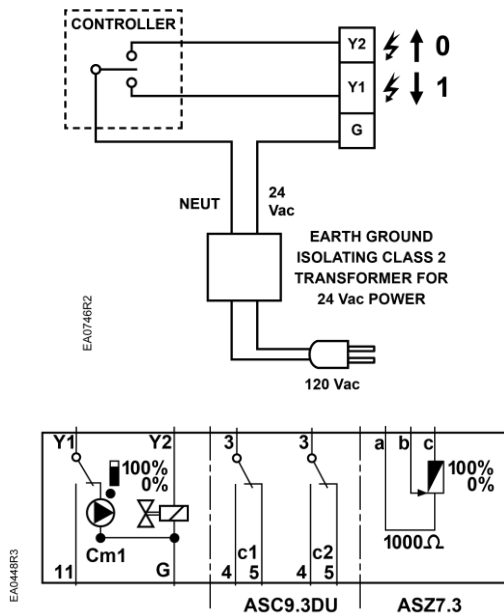 CONTROLLER
Y2 0
Y1 1
G
NEUT 24
Vac
EARTH GROUND
ISOLATING CLASS 2
TRANSFORMER FOR
24 Vac POWER
EA0746R2
120 Vac
Y1 Y2 3 3 a b c
100% 100%
0% 0%
Cm1 c1 c2 1000Ω
11 G 4 5 4 5
EA0448R3
ASC9.3DU ASZ7.3